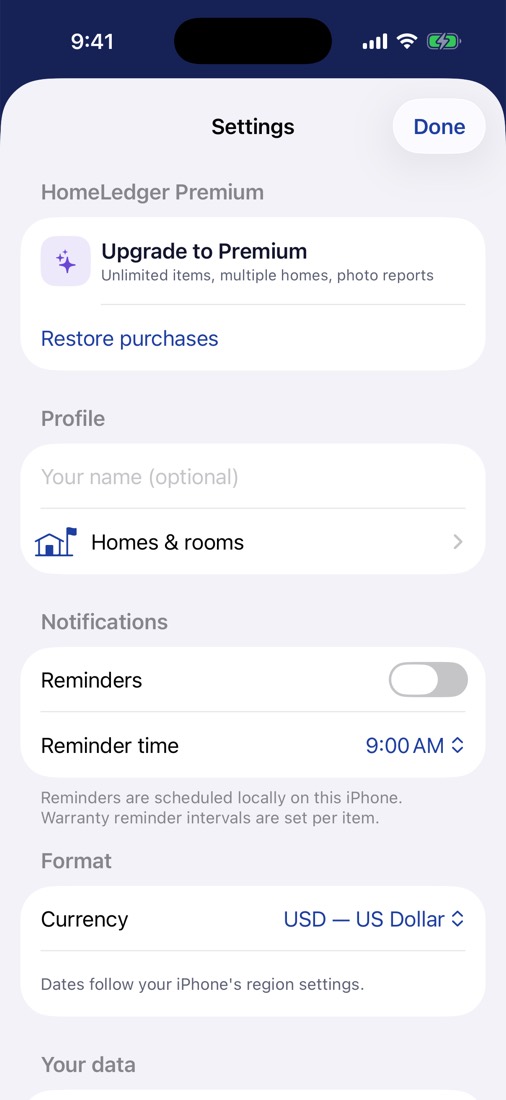 9:41
Settings
Done
HomeLedger Premium
Upgrade to Premium
Unlimited items, multiple homes, photo reports
Restore purchases
Profile
Your name (optional)
Homes & rooms
Notifications
Reminders
Reminder time
9:00 AM
Reminders are scheduled locally on this iPhone.
Warranty reminder intervals are set per item.
Format
Currency
USD — US Dollar
Dates follow your iPhone's region settings.
Your data